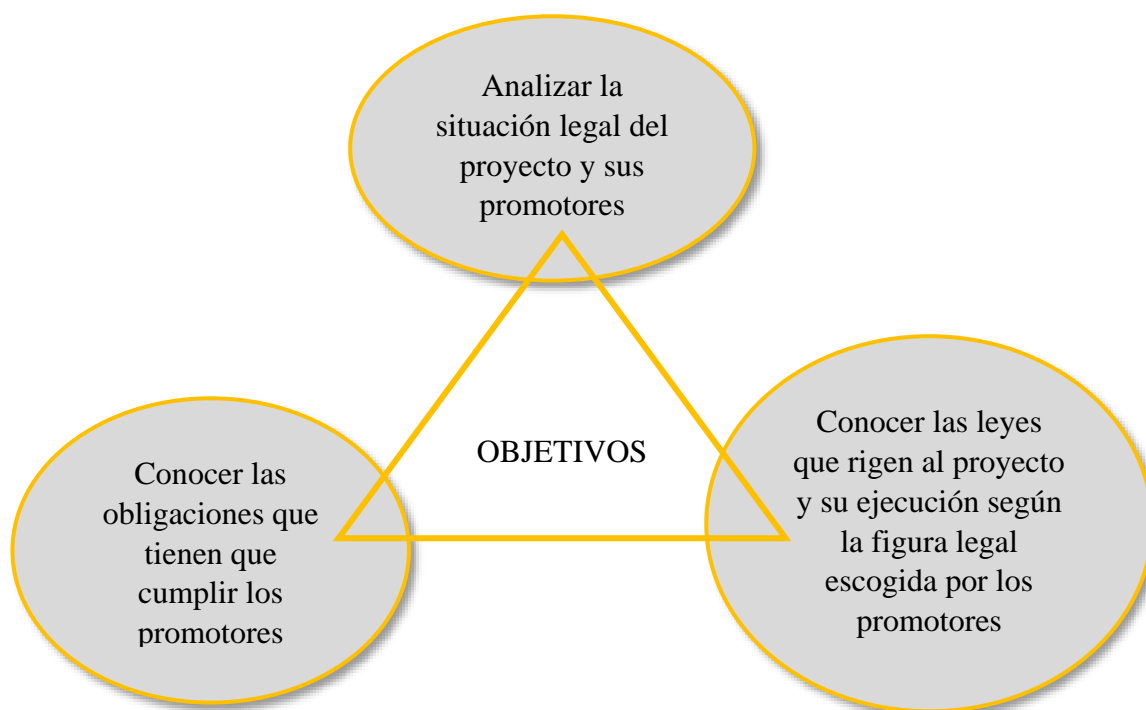 Analizar la
situación legal del
proyecto y sus
promotores
OBJETIVOS
Conocer las
obligaciones que
tienen que
cumplir los
promotores
Conocer las leyes
que rigen al proyecto
y su ejecución según
la figura legal
escogida por los
promotores